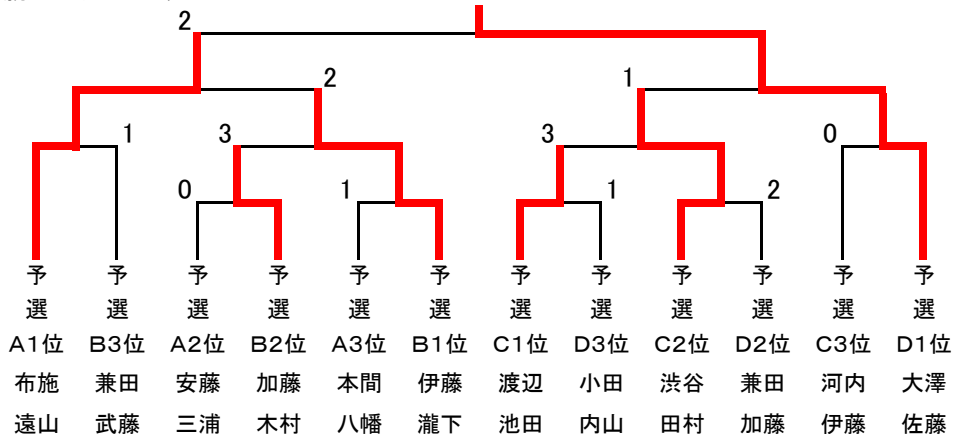 2
2 1
1 3 3 0
0 1 1 2
予選 予選 予選 予選 予選 予選 予選 予選 予選 予選 予選 予選
A1位 B3位 A2位 B2位 A3位 B1位 C1位 D3位 C2位 D2位 C3位 D1位
布施 兼田 安藤 加藤 本間 伊藤 渡辺 小田 渋谷 兼田 河内 大澤
遠山 武藤 三浦 木村 八幡 瀧下 池田 内山 田村 加藤 伊藤 佐藤